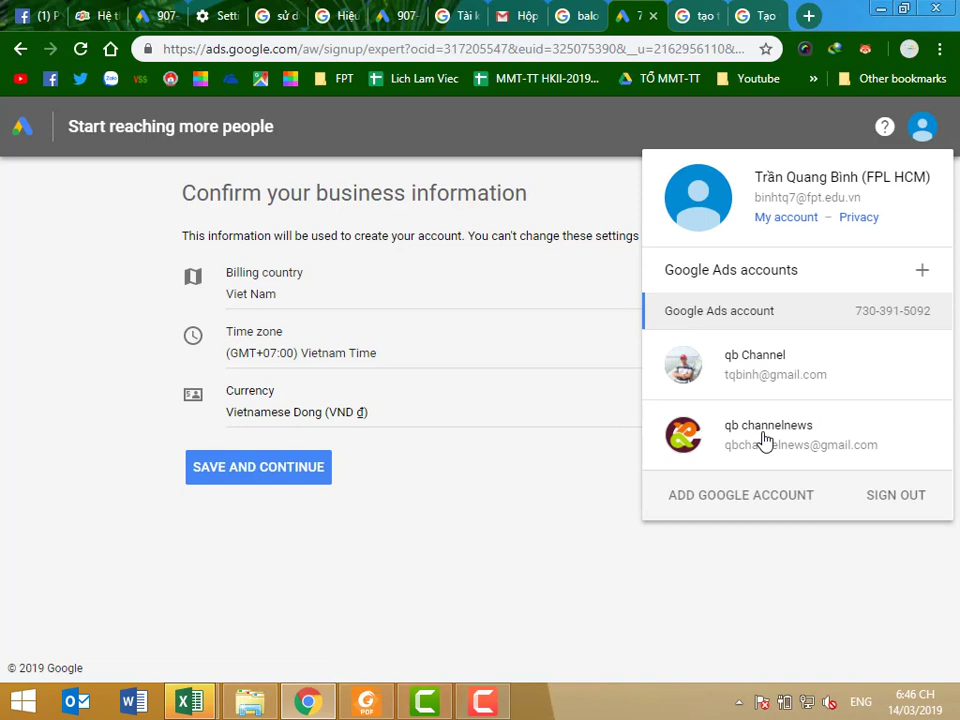 (1) F
Hệ t
907-
Sett
sử d
Hiệu
907-
Tài k
Hộp
balo
7
tạo t
Tạo
https://ads.google.com/aw/signup/expert?ocid=317205547&euid=325075390&__u=2162956110&...
FPT
Lich Lam Viec
MMT-TT HKII-2019...
TỔ MMT-TT
Youtube
»
Other bookmarks
Start reaching more people
Confirm your business information
This information will be used to create your account. You can't change these settings
Billing country
Viet Nam
Time zone
(GMT+07:00) Vietnam Time
Currency
Vietnamese Dong (VND ₫)
SAVE AND CONTINUE
Trần Quang Bình (FPL HCM)
binhtq7@fpt.edu.vn
My account – Privacy
Google Ads accounts
Google Ads account 730-391-5092
qb Channel
tqbinh@gmail.com
qb channelnews
qbchannelnews@gmail.com
ADD GOOGLE ACCOUNT SIGN OUT
© 2019 Google
ENG
6:46 CH
14/03/2019